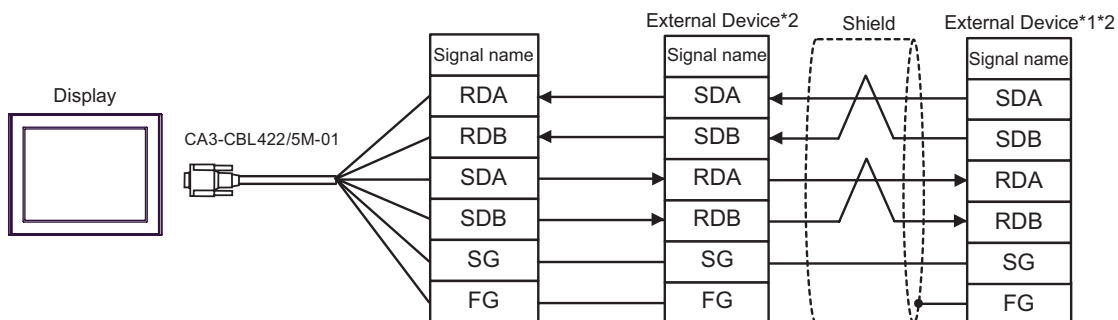 External Device*2 Shield External Device*1*2
Signal name Signal name Signal name
Display
RDA SDA SDA
CA3-CBL422/5M-01
RDB SDB SDB
SDA RDA RDA
SDB RDB RDB
SG SG SG
FG FG FG